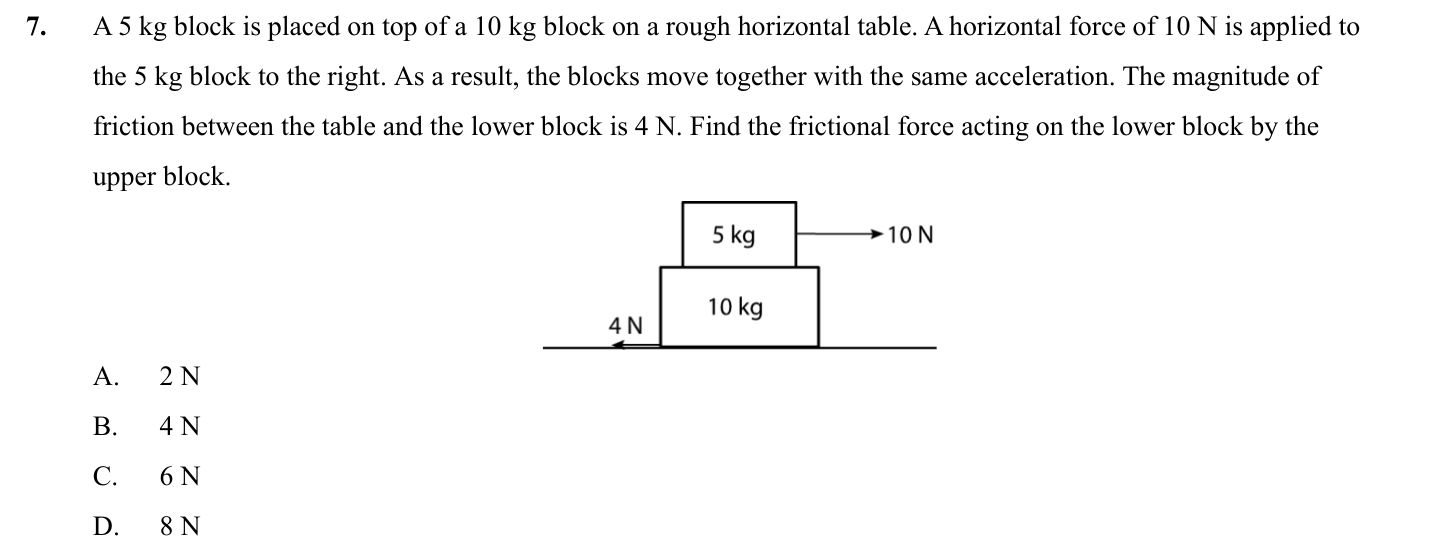 7. A 5 kg block is placed on top of a 10 kg block on a rough horizontal table. A horizontal force of 10 N is applied to
the 5 kg block to the right. As a result, the blocks move together with the same acceleration. The magnitude of
friction between the table and the lower block is 4 N. Find the frictional force acting on the lower block by the
upper block.
5 kg
10 N
10 kg
4 N
A. 2 N
B. 4 N
C. 6 N
D. 8 N